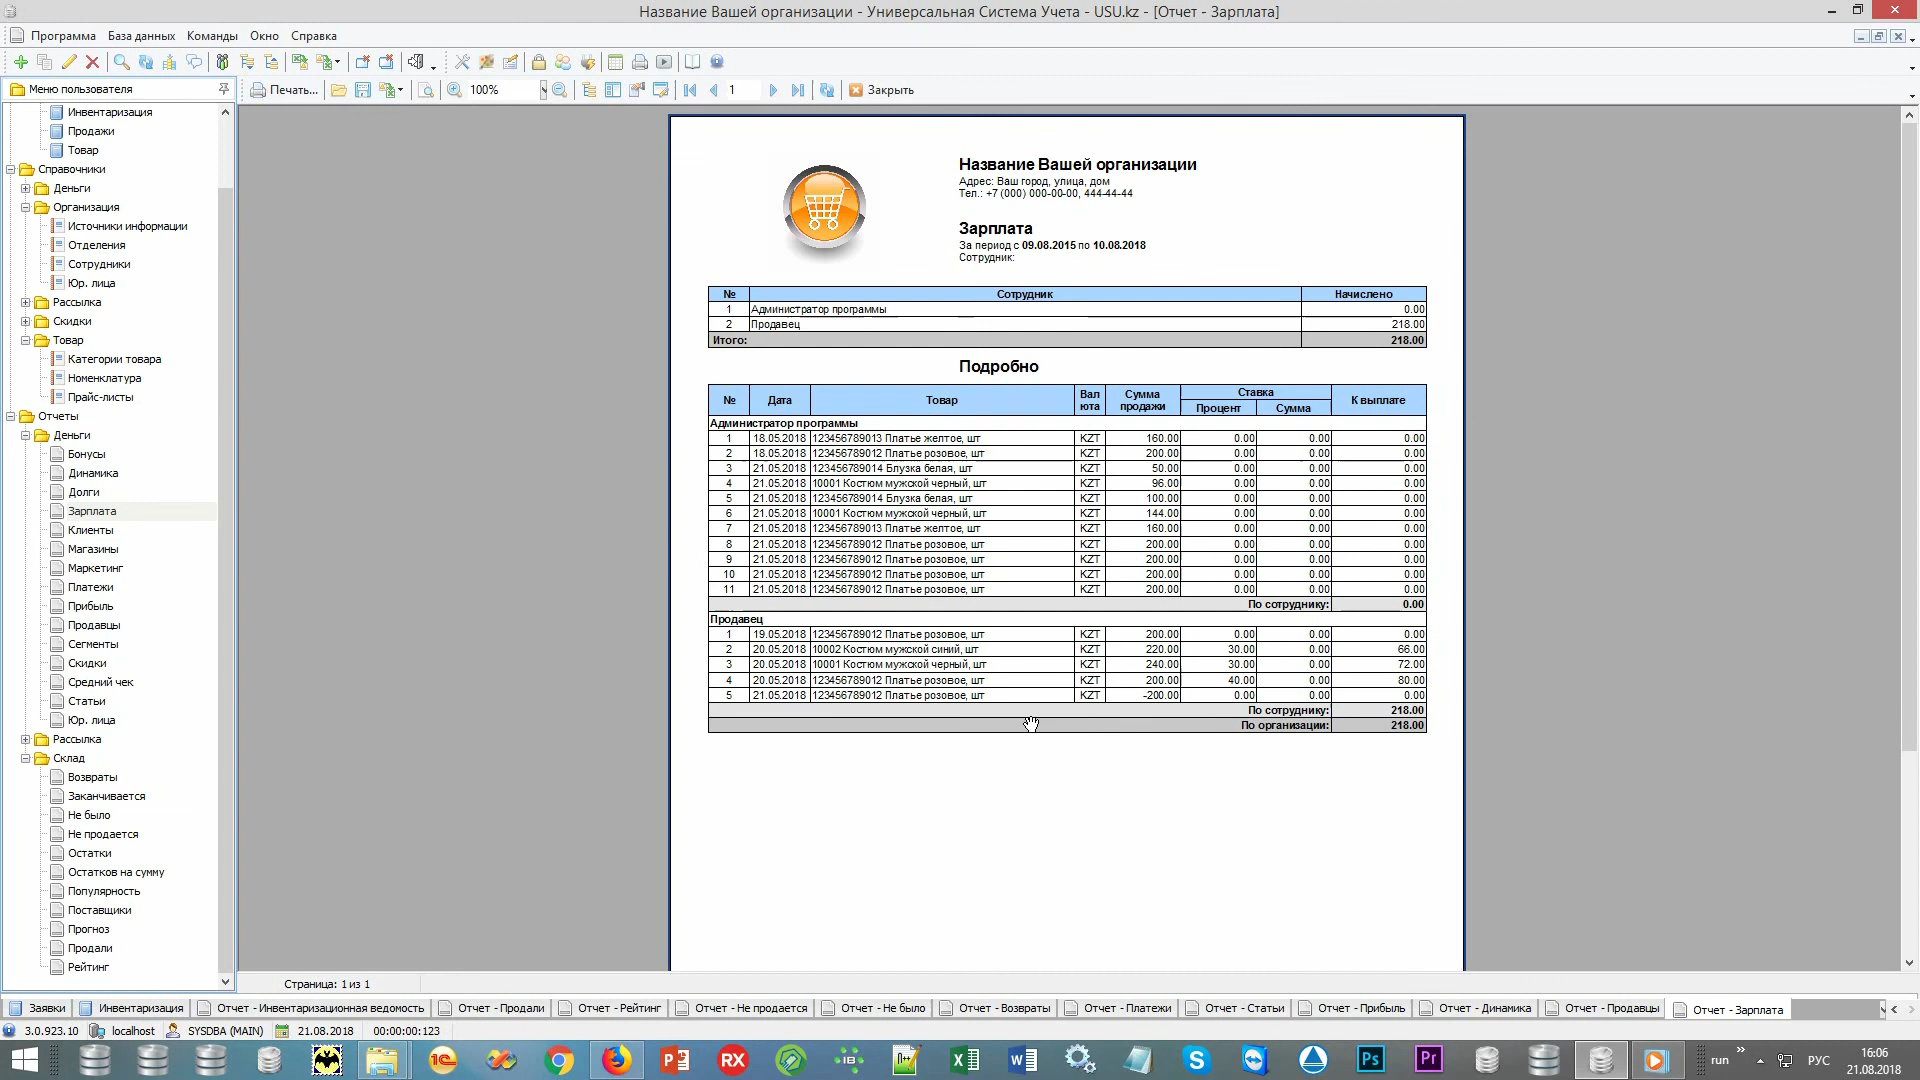 Название Вашей организации - Универсальная Система Учета - USU.kz - [Отчет - Зарплата]
Программа База данных Команды Окно Справка
Меню пользователя
Печать... 100% 1 Закрыть
Инвентаризация
Продажи
Товар
Справочники
Деньги
Организация
Источники информации
Отделения
Сотрудники
Юр. лица
Рассылка
Скидки
Товар
Категории товара
Номенклатура
Прайс-листы
Отчеты
Деньги
Бонусы
Динамика
Долги
Зарплата
Клиенты
Магазины
Маркетинг
Платежи
Прибыль
Продавцы
Сегменты
Скидки
Средний чек
Статьи
Юр. лица
Рассылка
Склад
Возвраты
Заканчивается
Не было
Не продается
Остатки
Остатков на сумму
Популярность
Поставщики
Прогноз
Продали
Рейтинг
Название Вашей организации
Адрес: Ваш город, улица, дом
Тел.: +7 (000) 000-00-00, 444-44-44
Зарплата
За период с 09.08.2015 по 10.08.2018
Сотрудник:
№ Сотрудник Начислено
1 Администратор программы 0.00
2 Продавец 218.00
Итого: 218.00
Подробно
№ Дата Товар Вал юта Сумма продажи Ставка Процент Сумма К выплате
Администратор программы
1 18.05.2018 123456789013 Платье желтое, шт KZT 160.00 0.00 0.00 0.00
2 18.05.2018 123456789012 Платье розовое, шт KZT 200.00 0.00 0.00 0.00
3 21.05.2018 123456789014 Блузка белая, шт KZT 50.00 0.00 0.00 0.00
4 21.05.2018 10001 Костюм мужской черный, шт KZT 96.00 0.00 0.00 0.00
5 21.05.2018 123456789014 Блузка белая, шт KZT 100.00 0.00 0.00 0.00
6 21.05.2018 10001 Костюм мужской черный, шт KZT 144.00 0.00 0.00 0.00
7 21.05.2018 123456789013 Платье желтое, шт KZT 160.00 0.00 0.00 0.00
8 21.05.2018 123456789012 Платье розовое, шт KZT 200.00 0.00 0.00 0.00
9 21.05.2018 123456789012 Платье розовое, шт KZT 200.00 0.00 0.00 0.00
10 21.05.2018 123456789012 Платье розовое, шт KZT 200.00 0.00 0.00 0.00
11 21.05.2018 123456789012 Платье розовое, шт KZT 200.00 0.00 0.00 0.00
По сотруднику: 0.00
Продавец
1 19.05.2018 123456789012 Платье розовое, шт KZT 200.00 0.00 0.00 0.00
2 20.05.2018 10002 Костюм мужской синий, шт KZT 220.00 30.00 0.00 66.00
3 20.05.2018 10001 Костюм мужской черный, шт KZT 240.00 30.00 0.00 72.00
4 20.05.2018 123456789012 Платье розовое, шт KZT 200.00 40.00 0.00 80.00
5 21.05.2018 123456789012 Платье розовое, шт KZT -200.00 0.00 0.00 0.00
По сотруднику: 218.00
По организации: 218.00
Страница: 1 из 1
Заявки Инвентаризация Отчет - Инвентаризационная ведомость Отчет - Продали Отчет - Рейтинг Отчет - Не продается Отчет - Не было Отчет - Возвраты Отчет - Платежи Отчет - Статьи Отчет - Прибыль Отчет - Динамика Отчет - Продавцы Отчет - Зарплата
3.0.923.10 localhost SYSDBA (MAIN) 21.08.2018 00:00:00:123
run РУС 16:06
21.08.2018